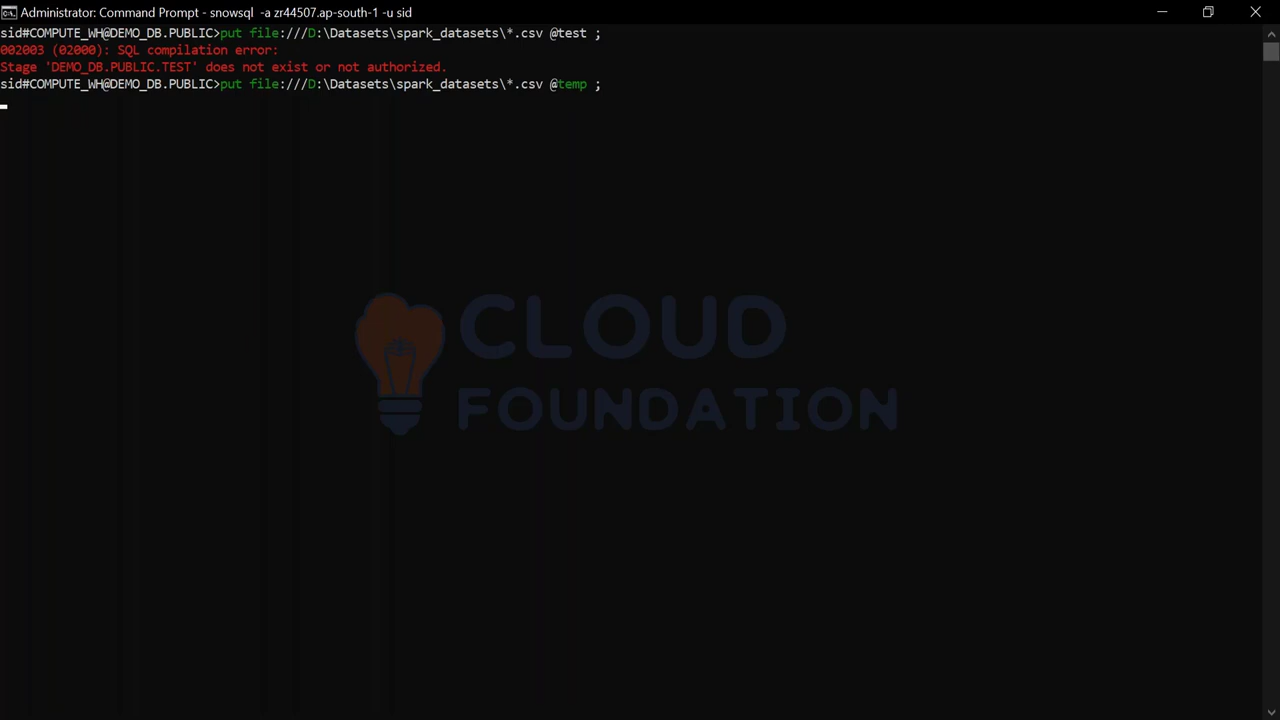 Administrator: Command Prompt - snowsql -a zr44507.ap-south-1 -u sid
sid#COMPUTE_WH@DEMO_DB.PUBLIC>put file:///D:\Datasets\spark_datasets\*.csv @test ;
002003 (02000): SQL compilation error:
Stage 'DEMO_DB.PUBLIC.TEST' does not exist or not authorized.
sid#COMPUTE_WH@DEMO_DB.PUBLIC>put file:///D:\Datasets\spark_datasets\*.csv @temp ;
CLOUD
FOUNDATION